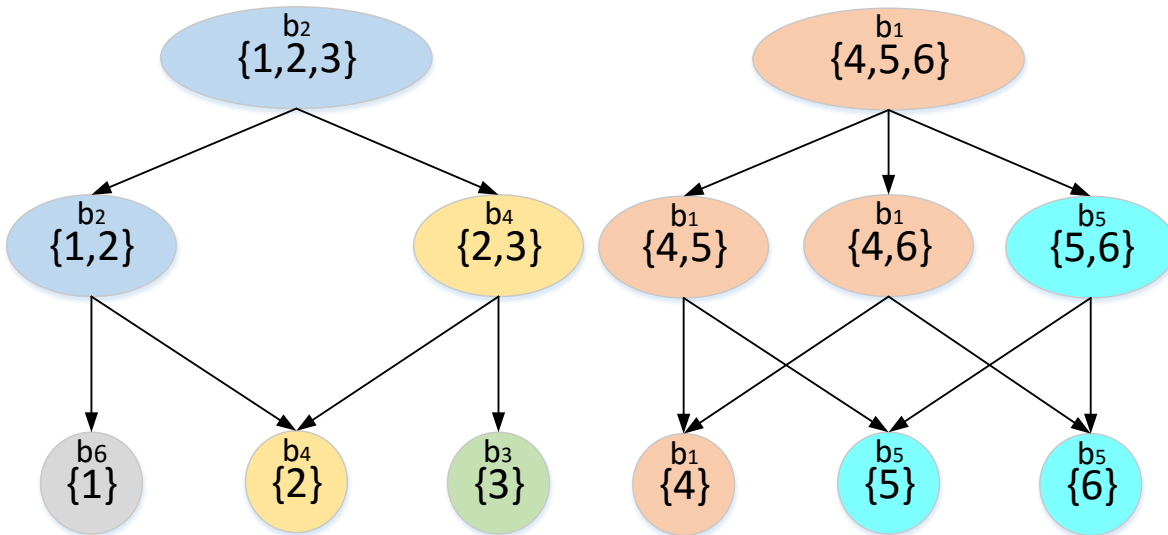 b2
{1,2,3}
b1
{4,5,6}
b2
{1,2}
b4
{2,3}
b1
{4,5}
b1
{4,6}
b5
{5,6}
b6
{1}
b4
{2}
b3
{3}
b1
{4}
b5
{5}
b5
{6}